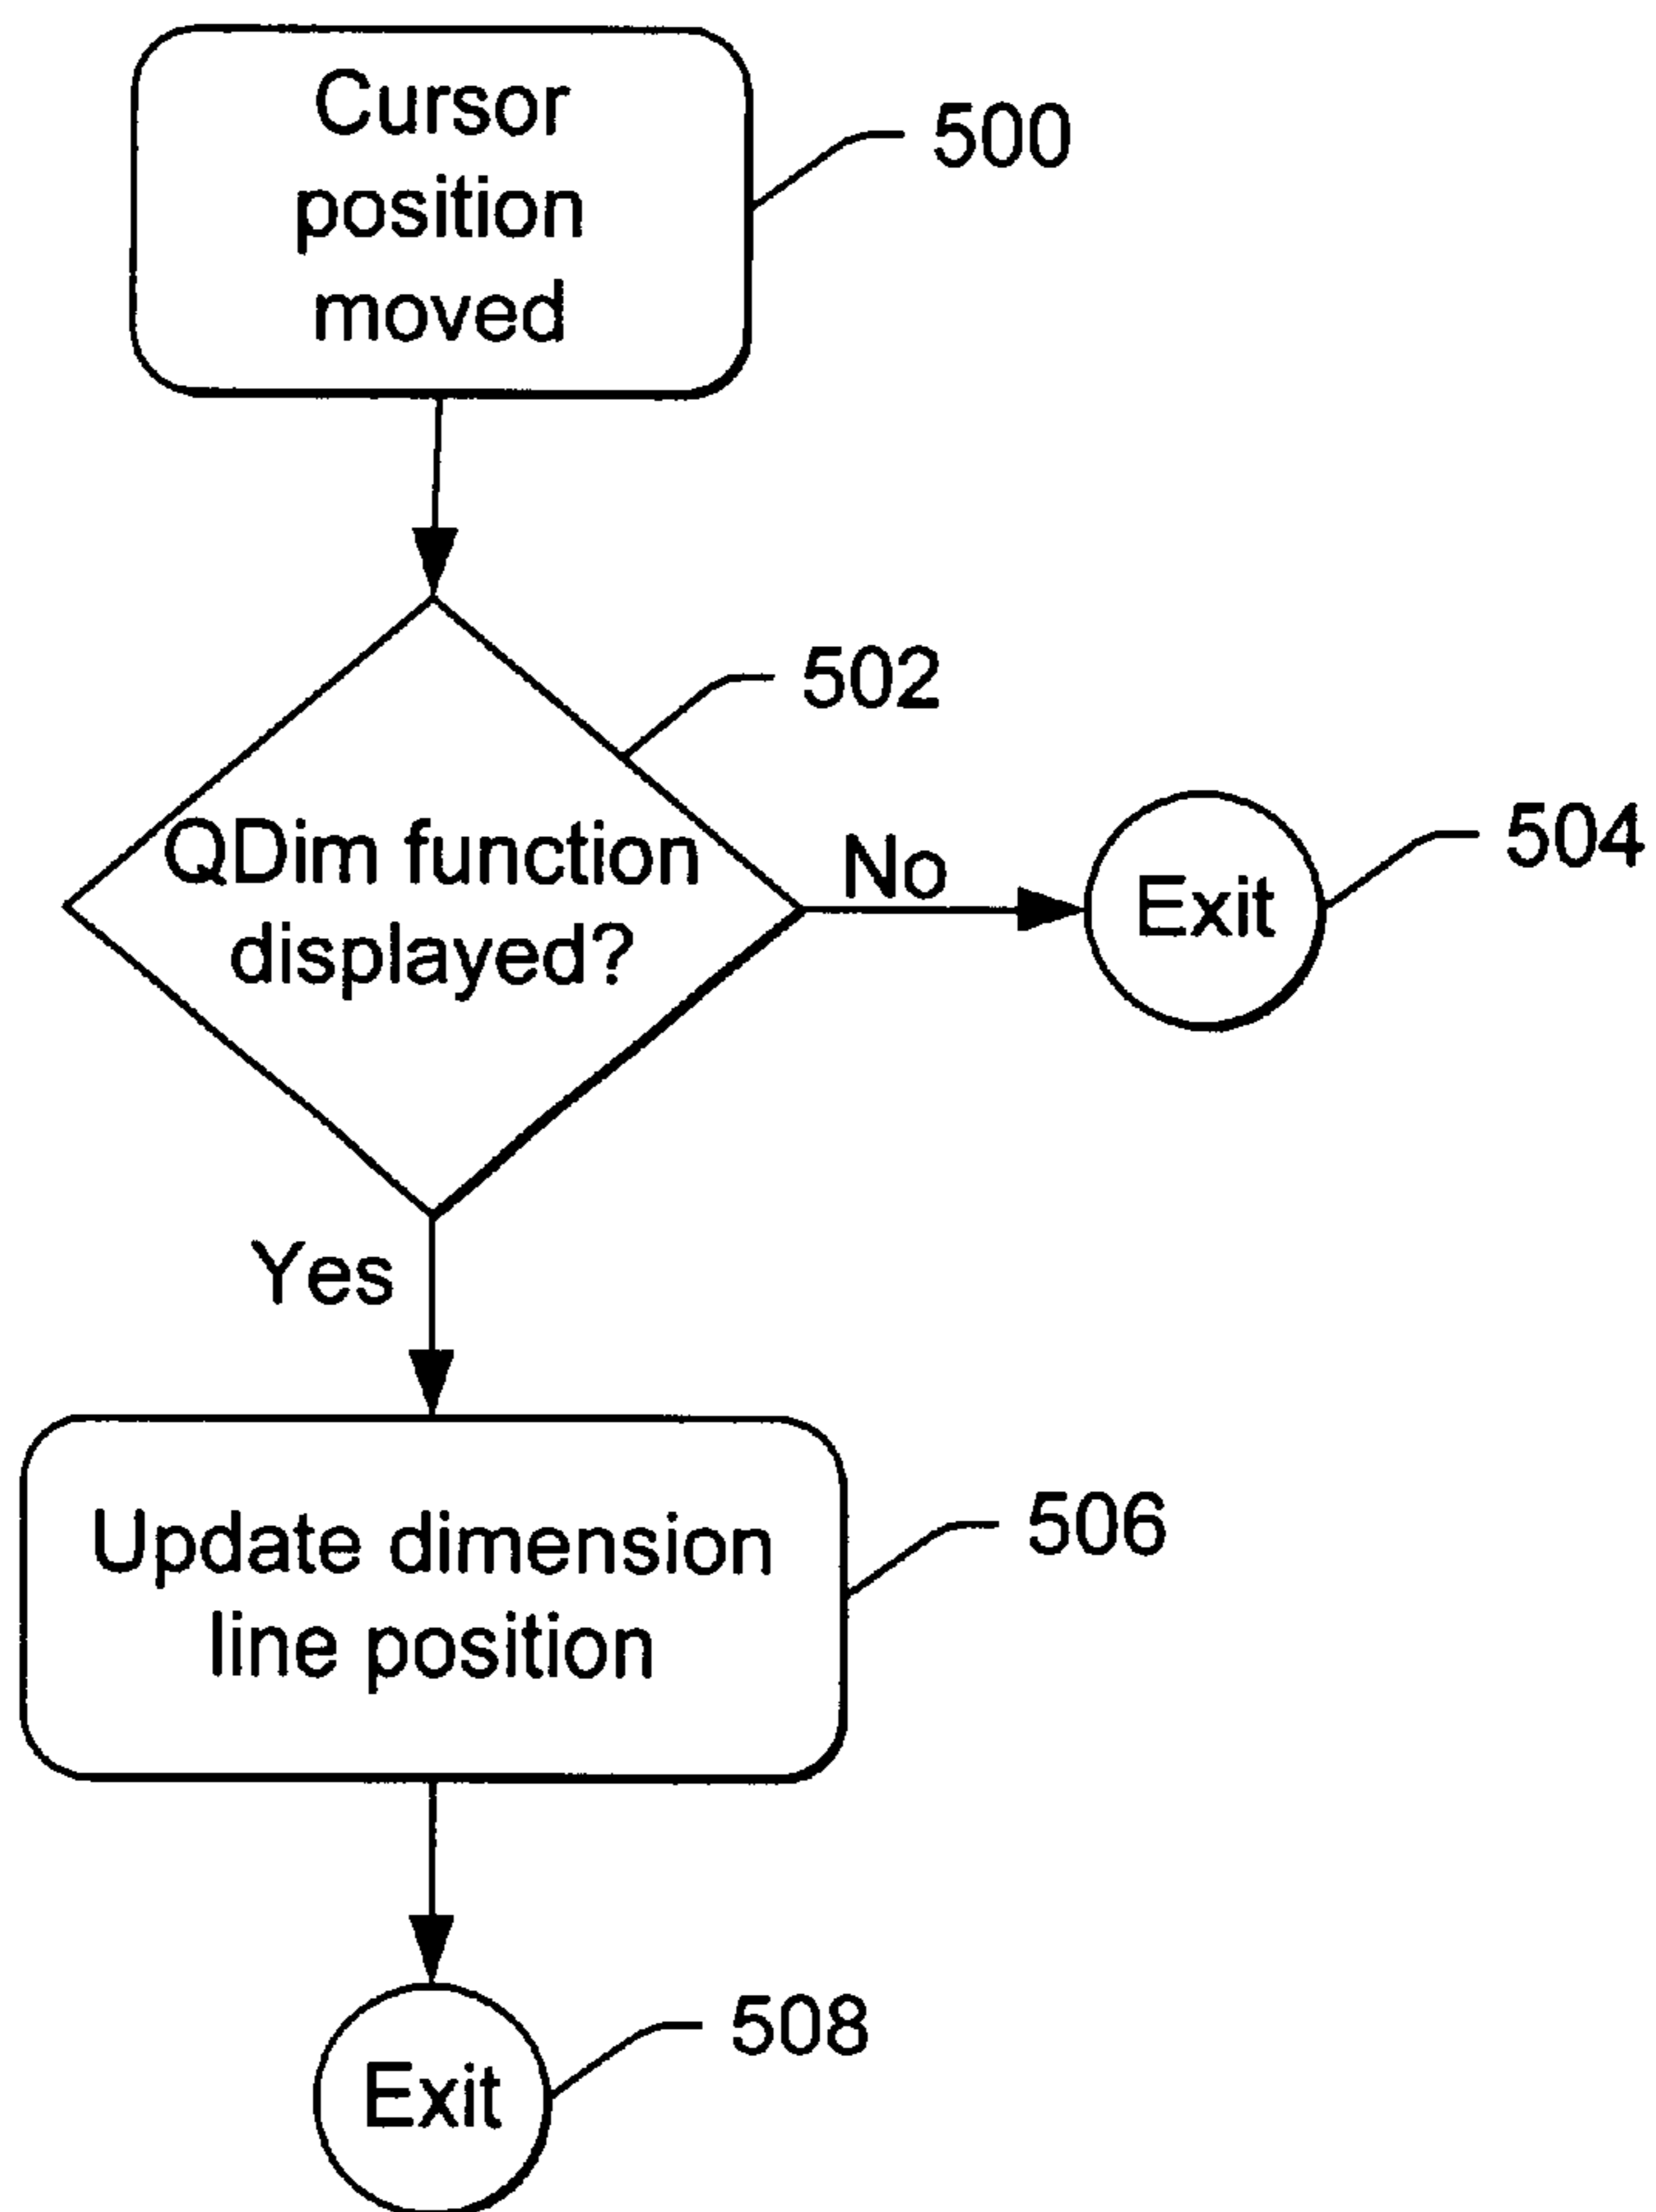 Cursor
position
moved
500
502
QDim function
displayed?
No
Exit
504
Yes
Update dimension
line position
506
Exit
508